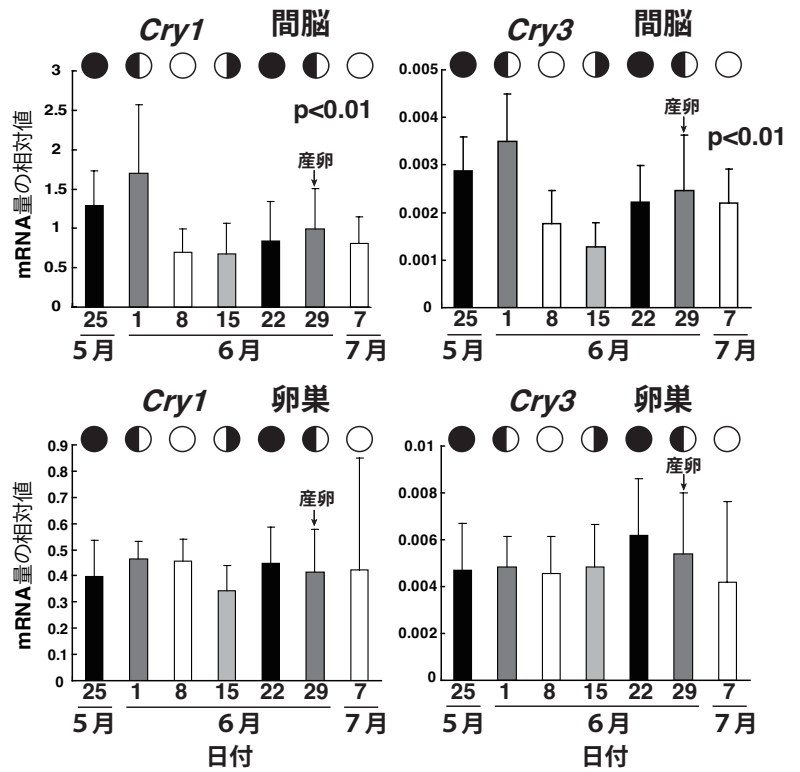 Cry1 間脳
3
2.5
2
1.5
1
0.5
0
mRNA量の相対値
p<0.01
産卵
25 1 8 15 22 29 7
5月 6月 7月
Cry3 間脳
0.005
0.004
0.003
0.002
0.001
0
産卵
p<0.01
25 1 8 15 22 29 7
5月 6月 7月
Cry1 卵巣
0.9
0.8
0.7
0.6
0.5
0.4
0.3
0.2
0.1
0
mRNA量の相対値
産卵
25 1 8 15 22 29 7
5月 6月 7月
日付
Cry3 卵巣
0.01
0.008
0.006
0.004
0.002
0
産卵
25 1 8 15 22 29 7
5月 6月 7月
日付